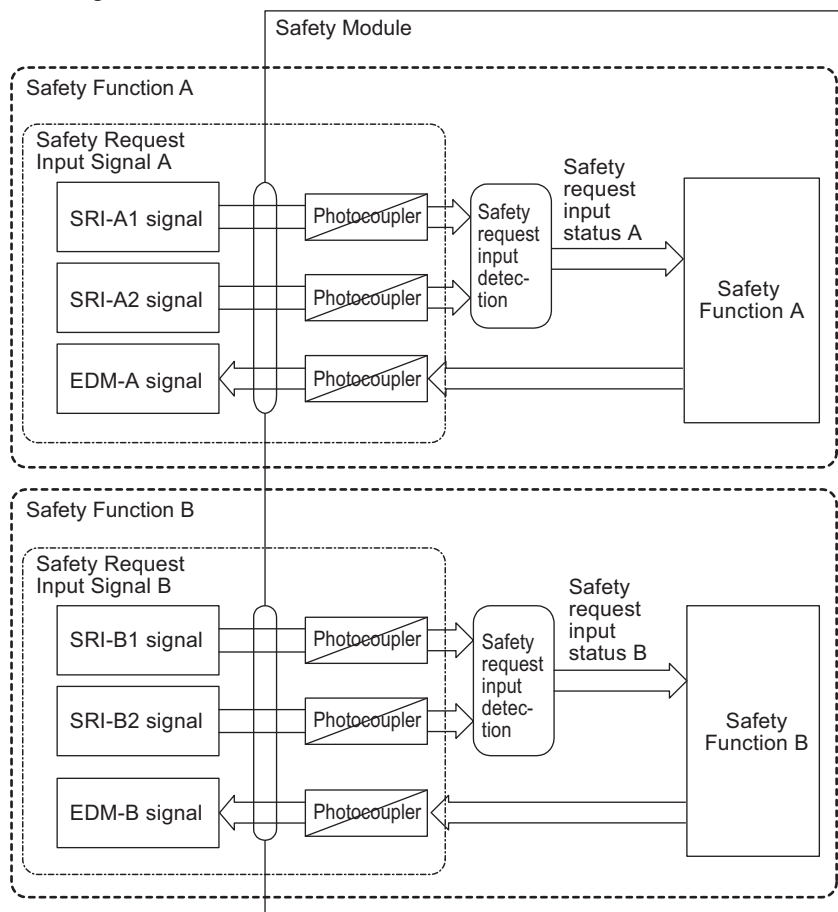 Safety Module
Safety Function A
Safety Request
Input Signal A
SRI-A1 signal
Photocoupler
SRI-A2 signal
Photocoupler
EDM-A signal
Photocoupler
Safety
request
input
detec-
tion
Safety
request
input
status A
Safety
Function A
Safety Function B
Safety Request
Input Signal B
SRI-B1 signal
Photocoupler
SRI-B2 signal
Photocoupler
EDM-B signal
Photocoupler
Safety
request
input
detec-
tion
Safety
request
input
status B
Safety
Function B